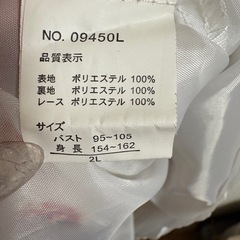 NO. 09450L
品質表示
表地 ポリエステル 100%
裏地 ポリエステル 100%
レース ポリエステル 100%
サイズ
バスト 95~105
身長 154~162
2L